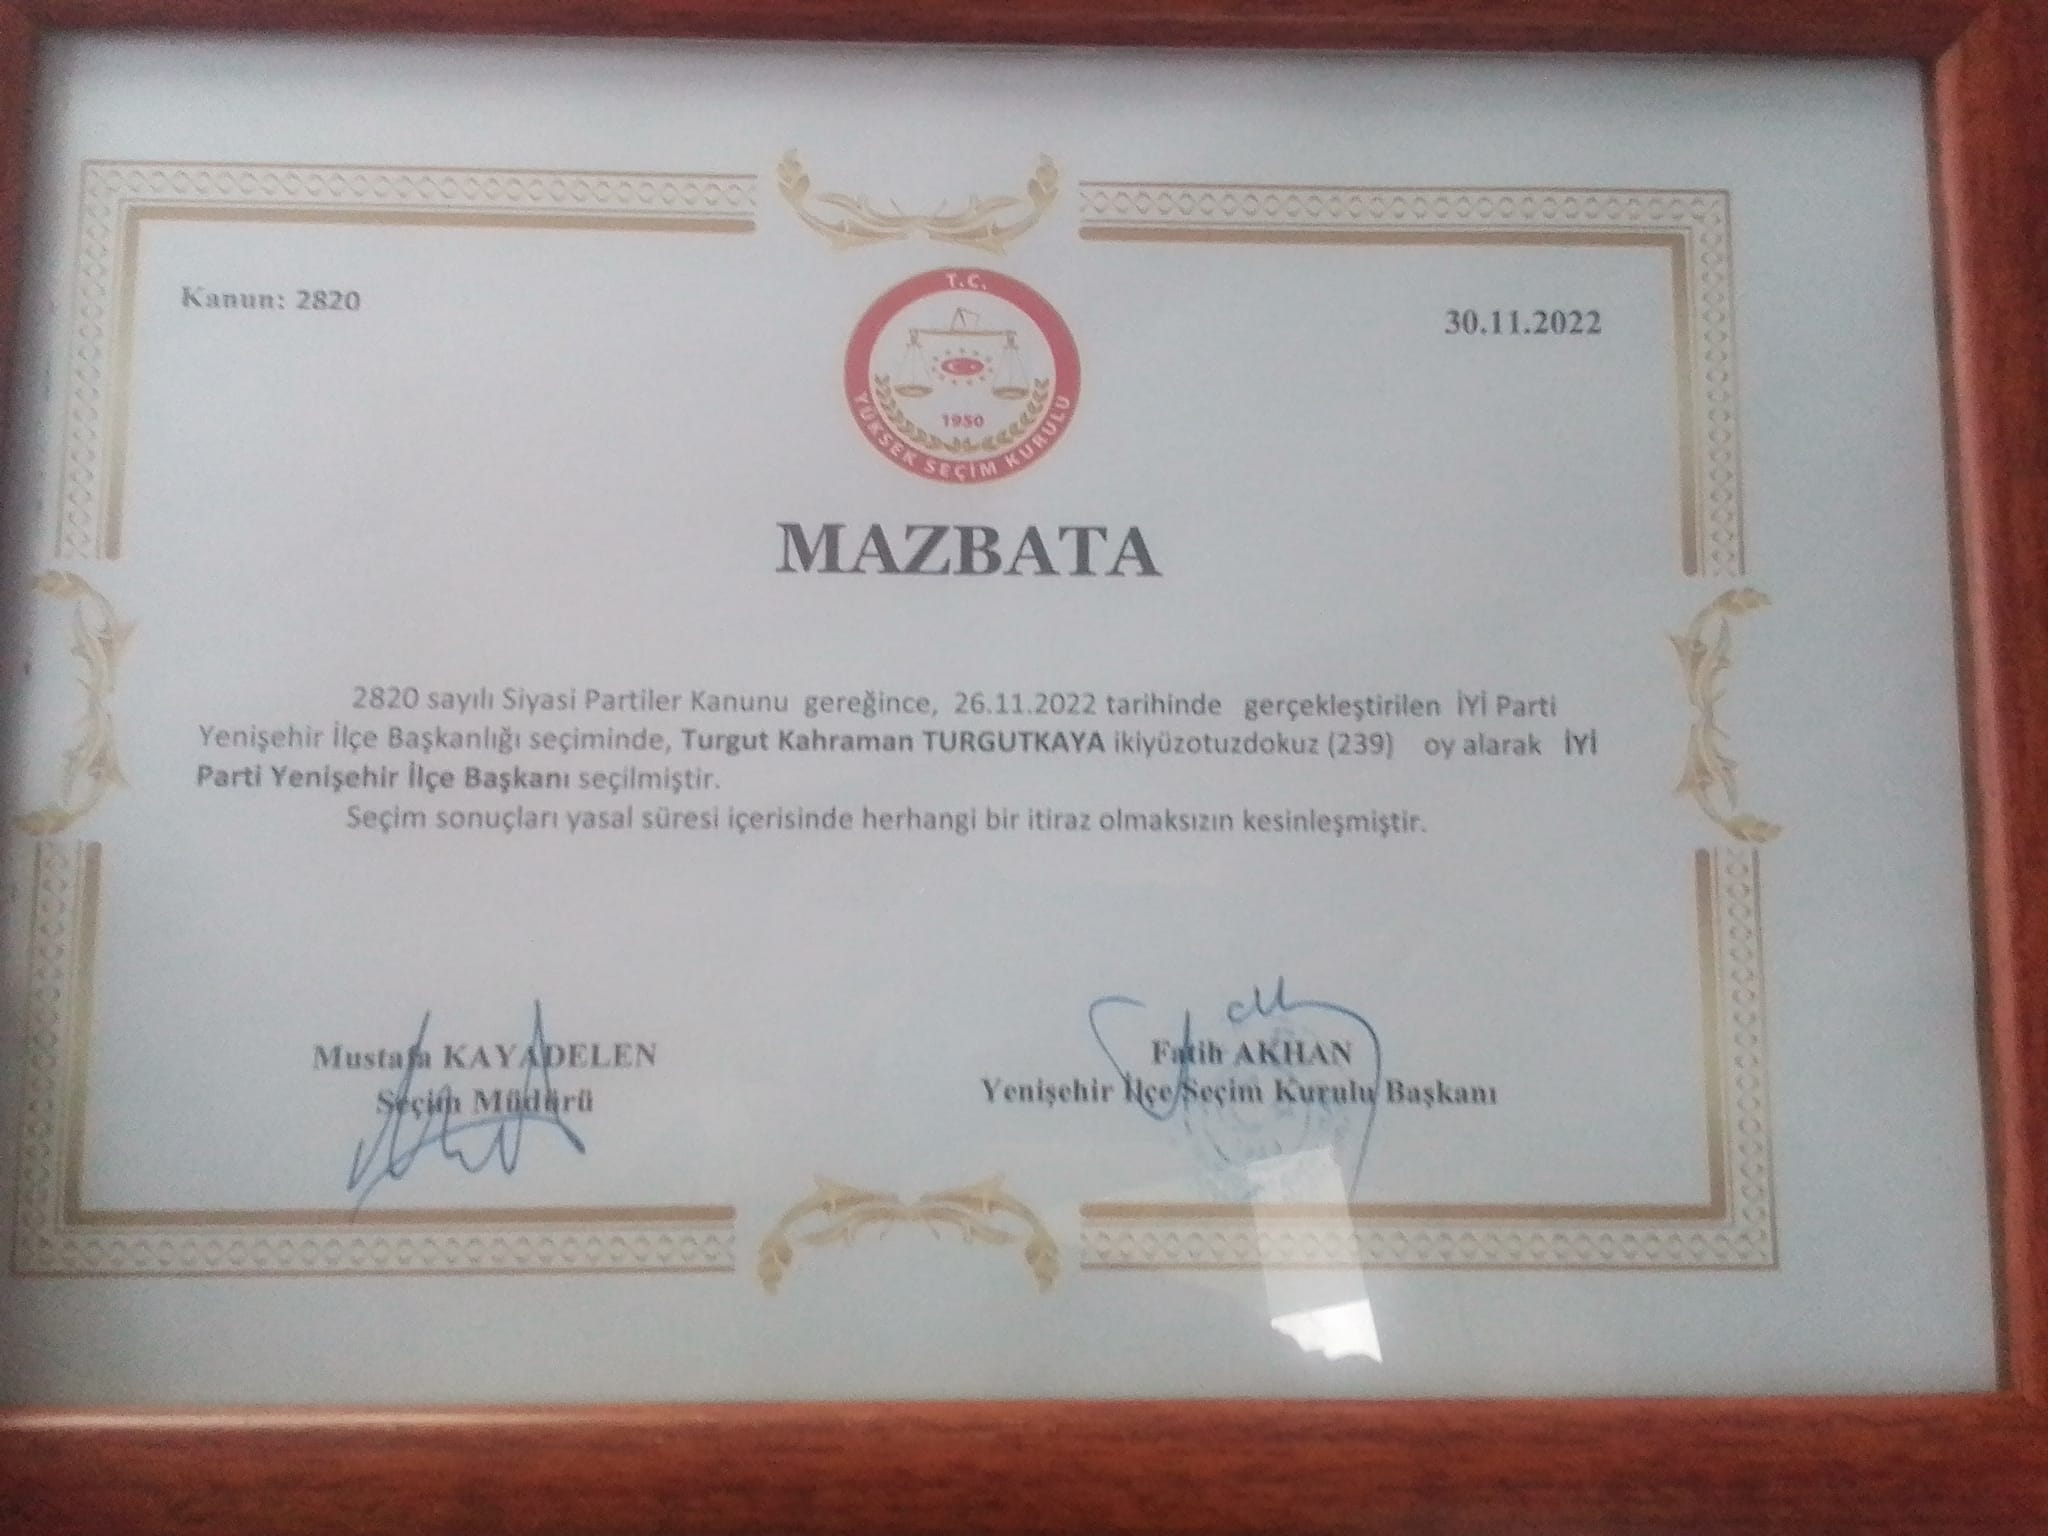 Kanun: 2820
30.11.2022
T.C.
1950
YÜKSEK SEÇİM KURULU
MAZBATA
2820 sayılı Siyasi Partiler Kanunu gereğince, 26.11.2022 tarihinde gerçekleştirilen İYİ Parti
Yenişehir İlçe Başkanlığı seçiminde, Turgut Kahraman TURGUTKAYA ikiyüzotuzdokuz (239) oy alarak İYİ
Parti Yenişehir İlçe Başkanı seçilmiştir.
Seçim sonuçları yasal süresi içerisinde herhangi bir itiraz olmaksızın kesinleşmiştir.
Mustafa KAYADELEN
Seçim Müdürü
Fatih AKHAN
Yenişehir İlçe Seçim Kurulu Başkanı